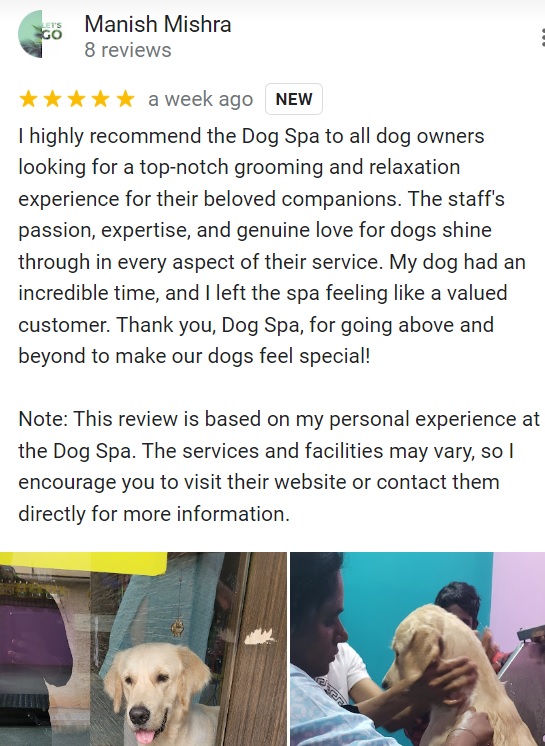 LET'S
GO
Manish Mishra
8 reviews
a week ago NEW
I highly recommend the Dog Spa to all dog owners
looking for a top-notch grooming and relaxation
experience for their beloved companions. The staff's
passion, expertise, and genuine love for dogs shine
through in every aspect of their service. My dog had an
incredible time, and I left the spa feeling like a valued
customer. Thank you, Dog Spa, for going above and
beyond to make our dogs feel special!
Note: This review is based on my personal experience at
the Dog Spa. The services and facilities may vary, so I
encourage you to visit their website or contact them
directly for more information.